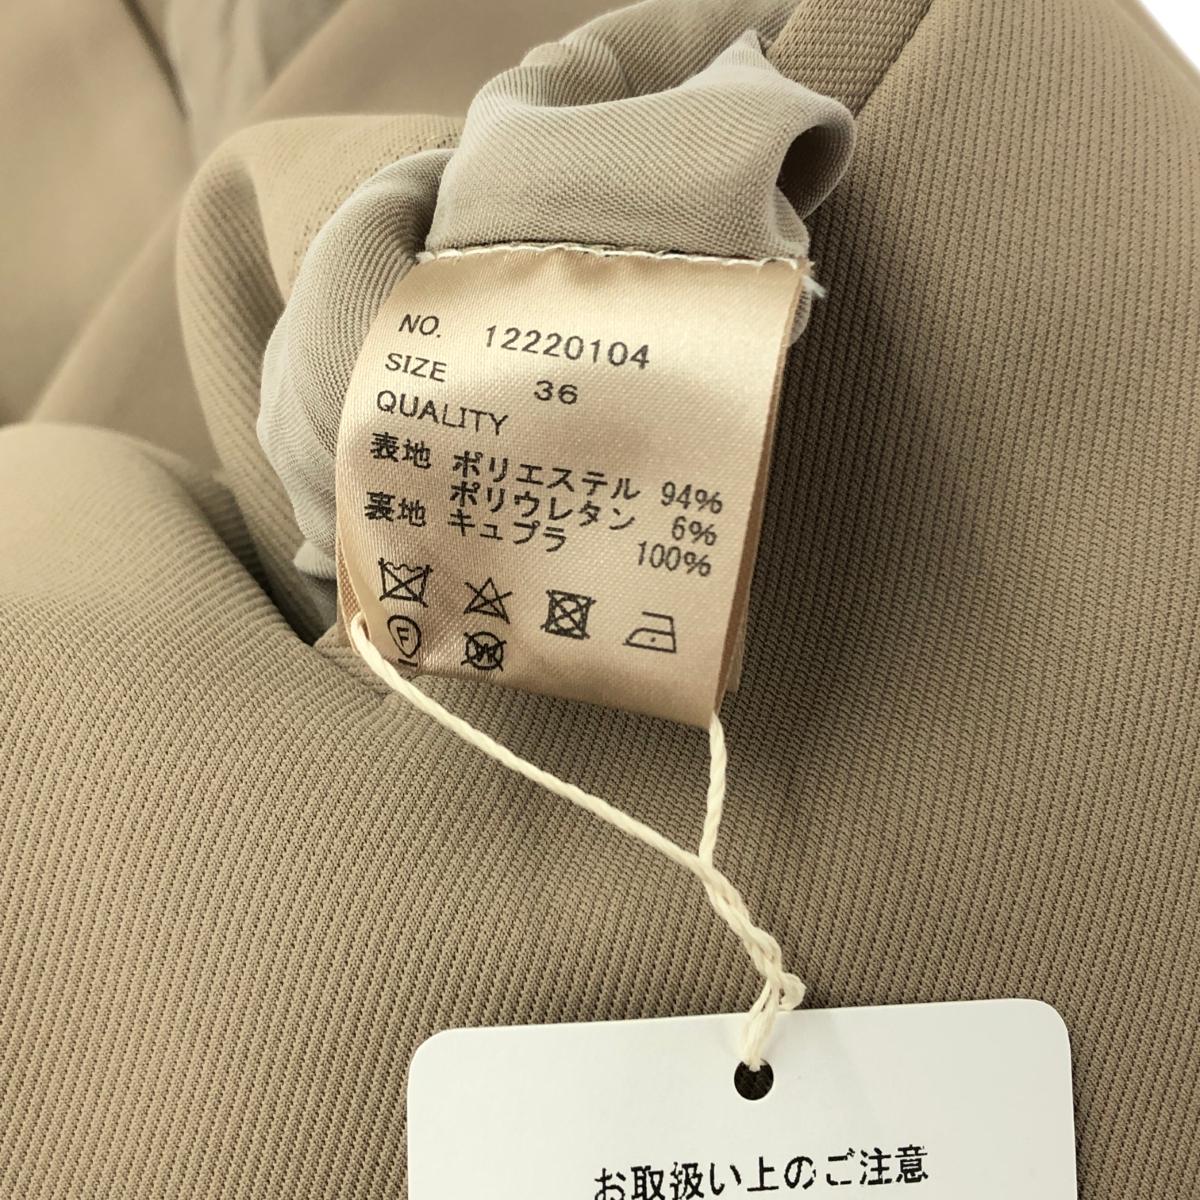 NO. 12220104
SIZE 36
QUALITY
表地 ポリエステル 94%
ポリウレタン 6%
裏地 キュプラ 100%
F W
お取扱い上のご注意